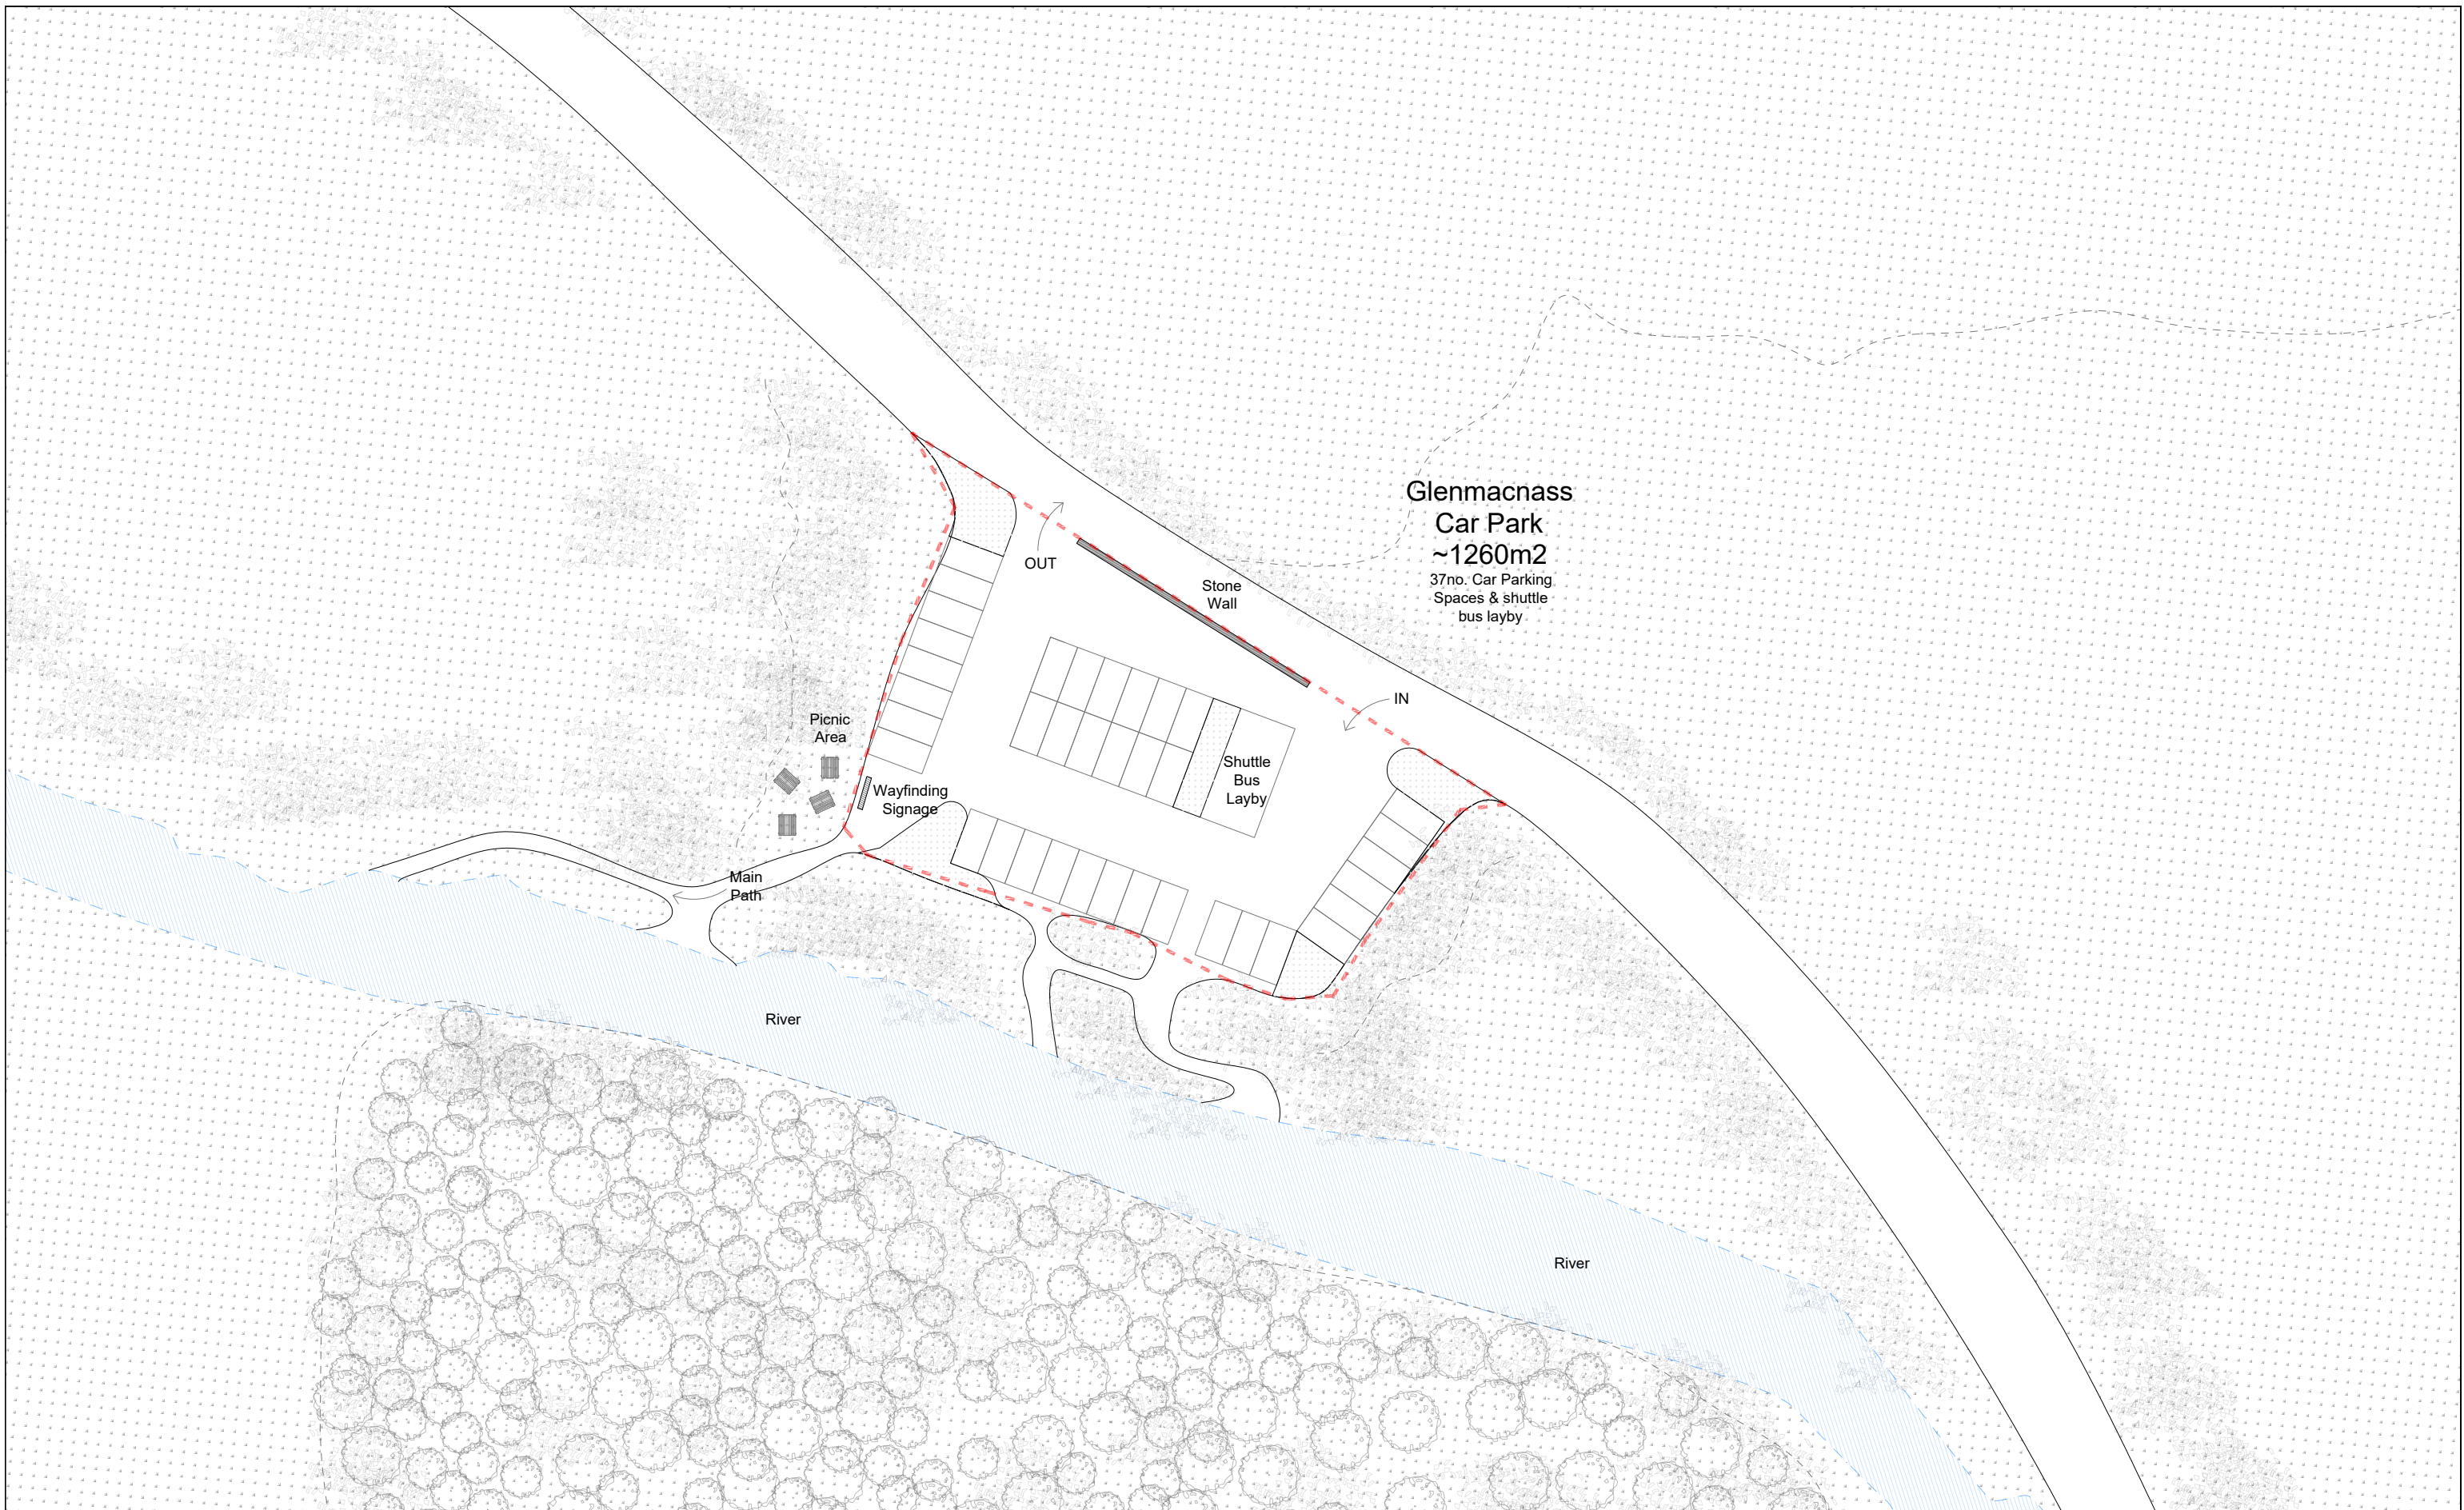 Glenmacnass
Car Park
~1260m2
37no. Car Parking
Spaces & shuttle
bus layby
OUT
Stone
Wall
IN
Picnic
Area
Shuttle
Bus
Layby
Wayfinding
Signage
Main
Path
River
River